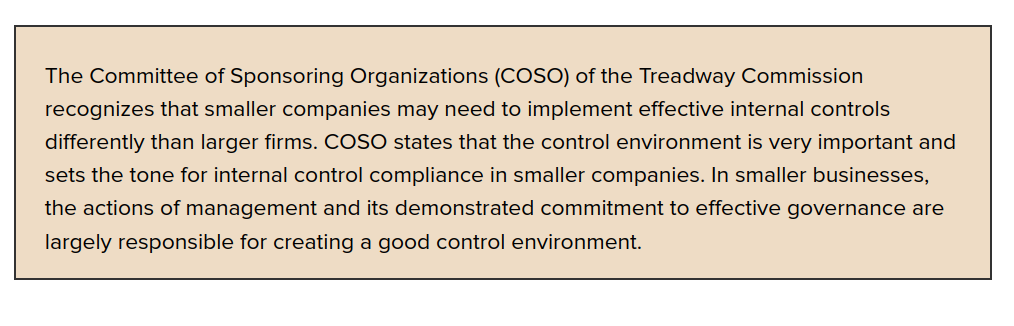 The Committee of Sponsoring Organizations (COSO) of the Treadway Commission
recognizes that smaller companies may need to implement effective internal controls
differently than larger firms. COSO states that the control environment is very important and
sets the tone for internal control compliance in smaller companies. In smaller businesses,
the actions of management and its demonstrated commitment to effective governance are
largely responsible for creating a good control environment.